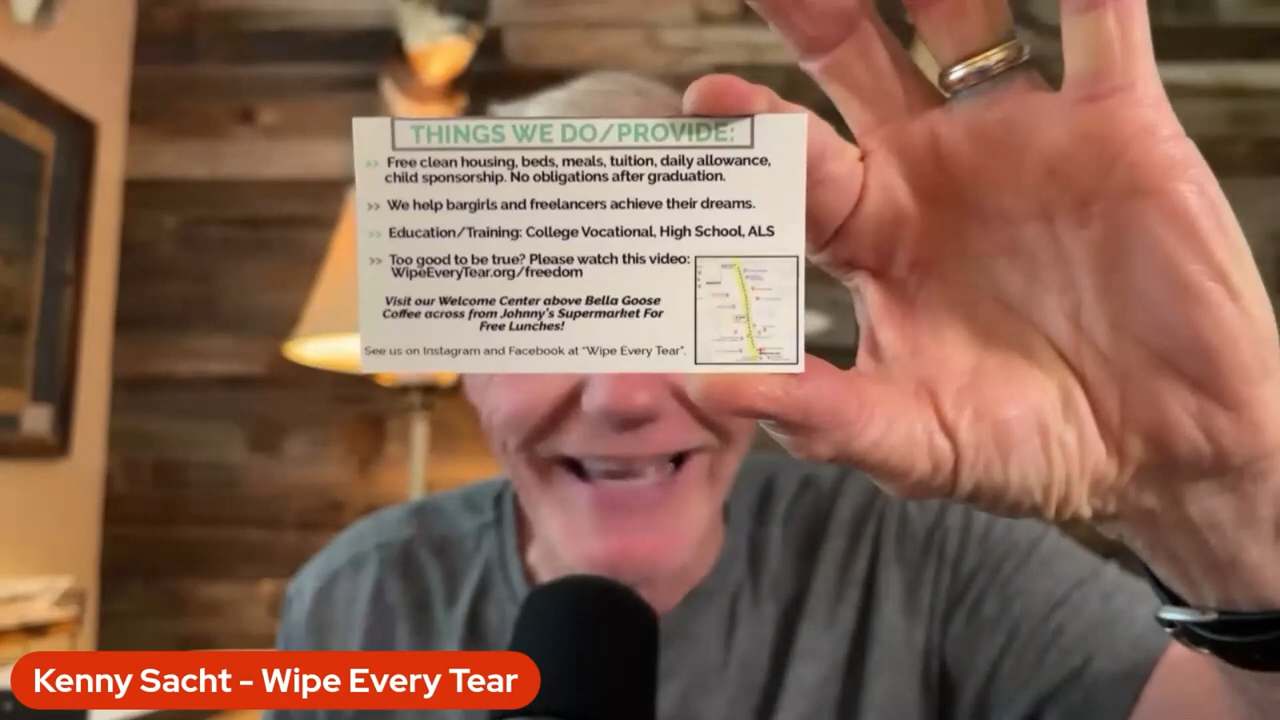 THINGS WE DO/PROVIDE:
>> Free clean housing, beds, meals, tuition, daily allowance,
child sponsorship. No obligations after graduation.
>> We help bargirls and freelancers achieve their dreams.
>> Education/Training: College Vocational, High School, ALS
>> Too good to be true? Please watch this video:
WipeEveryTear.org/freedom
Visit our Welcome Center above Bella Goose
Coffee across from Johnny's Supermarket For
Free Lunches!
See us on Instagram and Facebook at "Wipe Every Tear".
Kenny Sacht - Wipe Every Tear